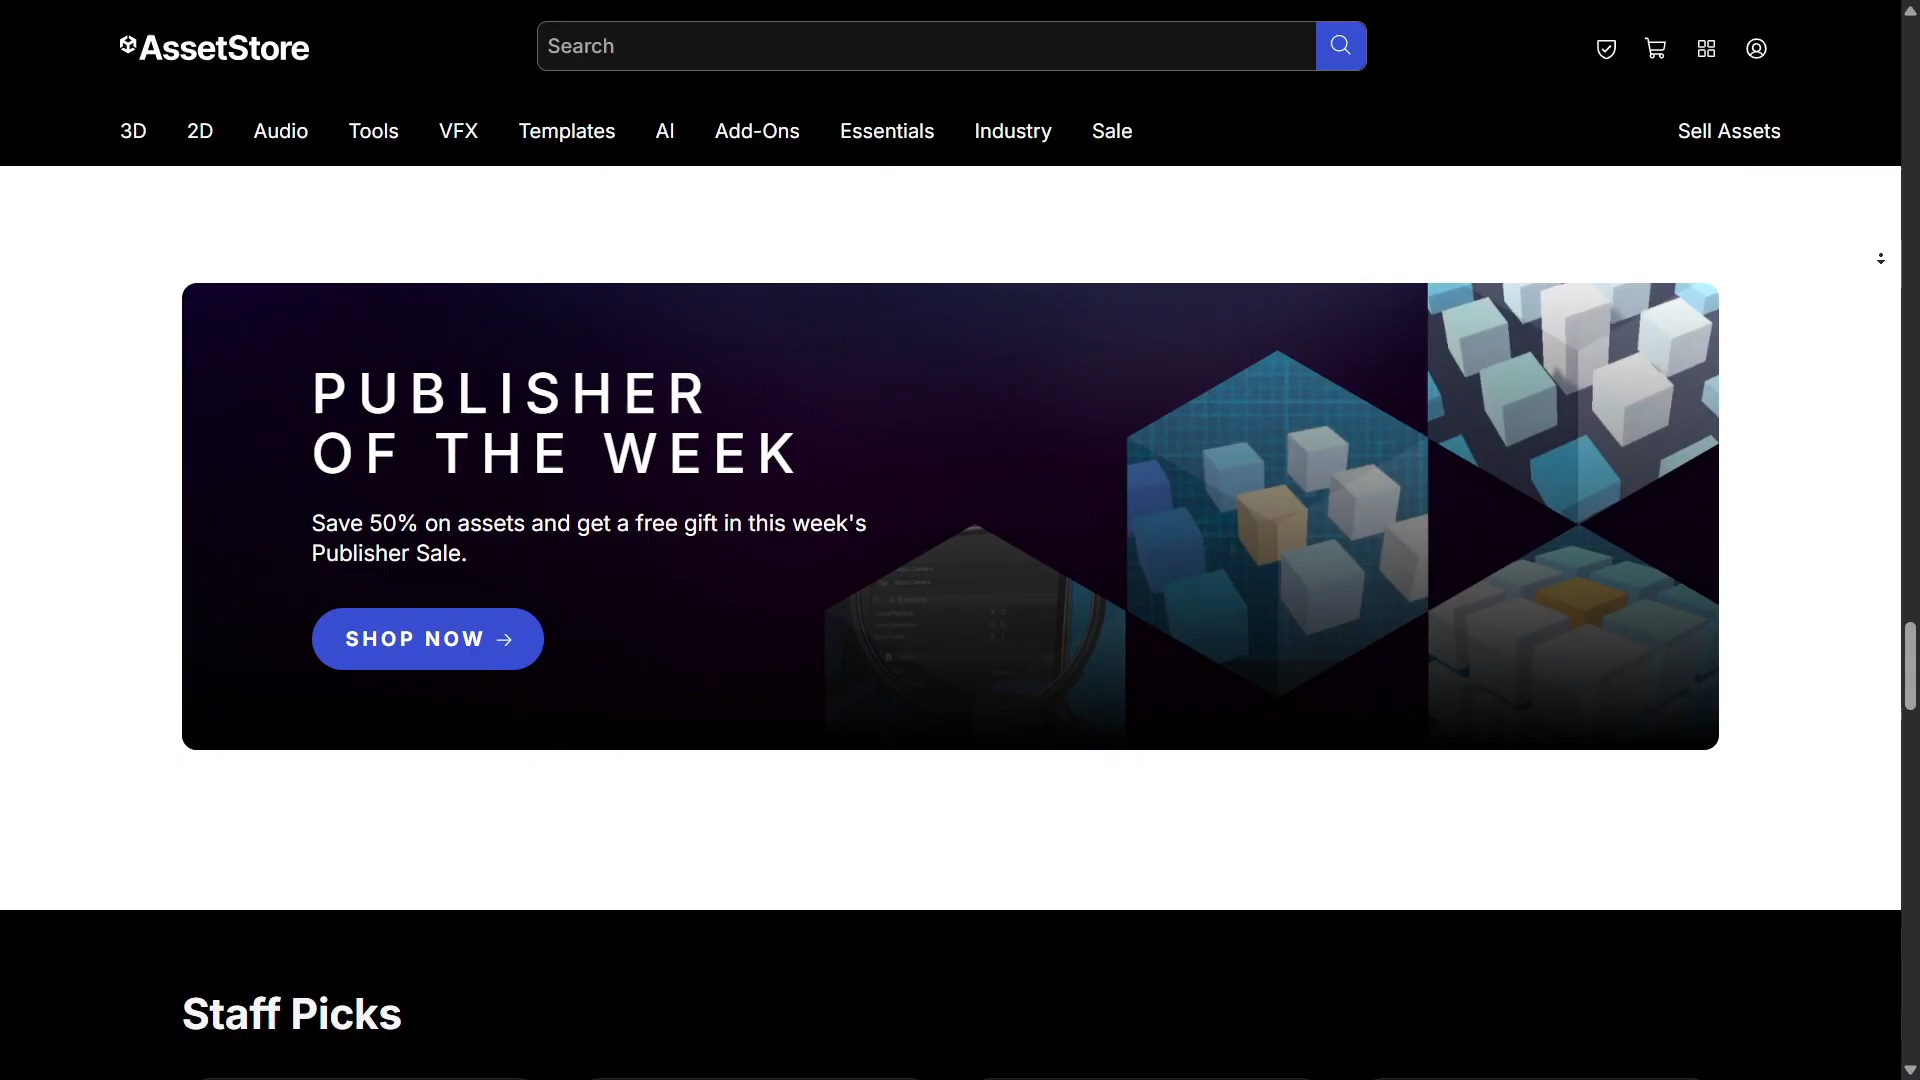 AssetStore
Search
3D 2D Audio Tools VFX Templates AI Add-Ons Essentials Industry Sale Sell Assets
PUBLISHER
OF THE WEEK
Save 50% on assets and get a free gift in this week's
Publisher Sale.
SHOP NOW →
Staff Picks